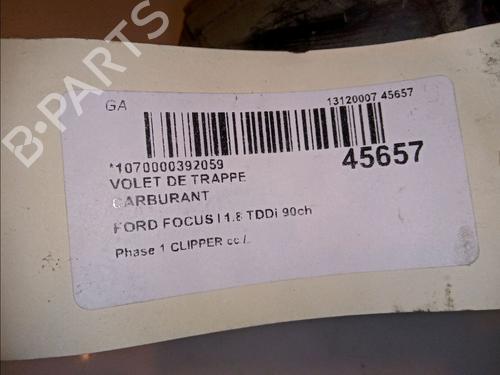 GA
13120007 45657
*1070000392059
45657
VOLET DE TRAPPE
CARBURANT
FORD FOCUS I 1.8 TDDi 90ch
Phase 1 CLIPPER cc /.
B-PARTS